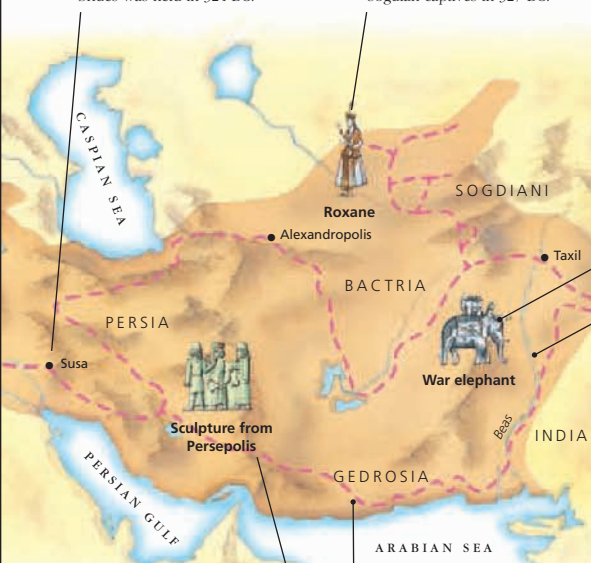 CASPIAN SEA
Roxane
SOGDIANI
Alexandropolis
Taxil
BACTRIA
PERSIA
Susa
War elephant
Sculpture from
Persepolis
Beas
INDIA
GEDROSIA
PERSIAN GULF
ARABIAN SEA